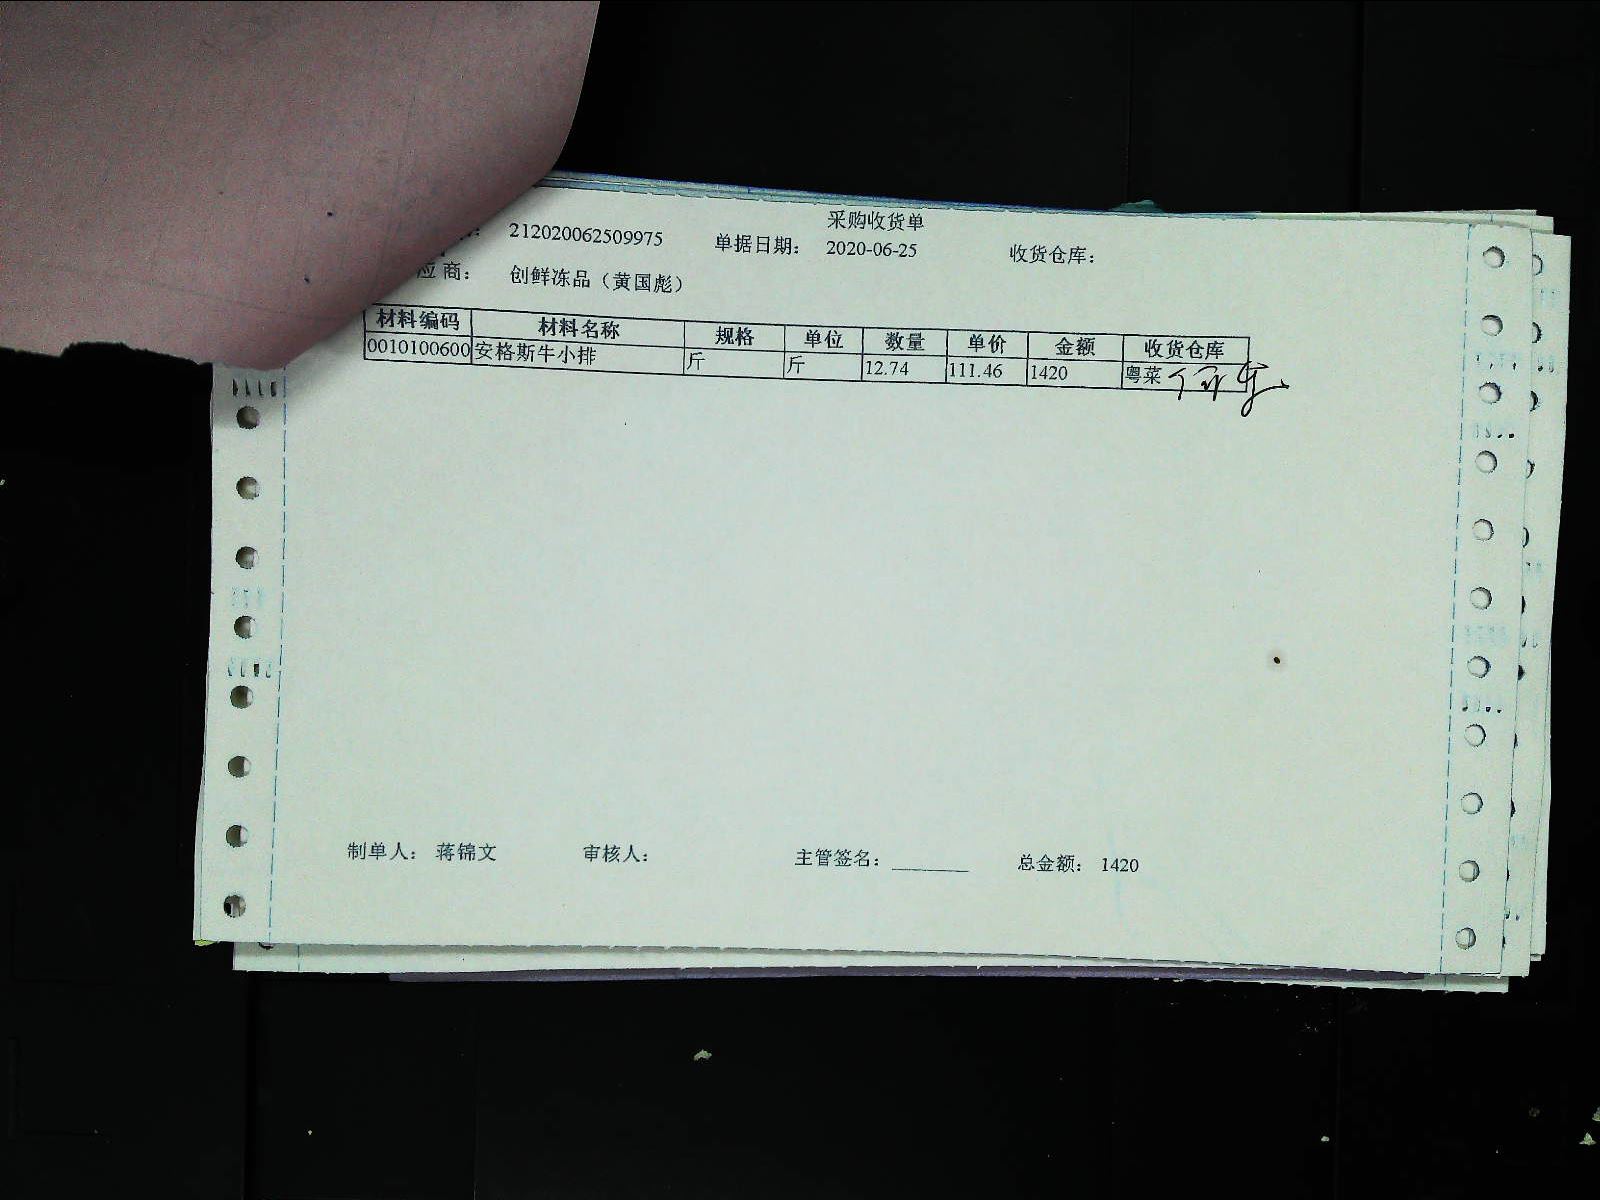 采购收货单
：212020062509975 单据日期： 2020-06-25 收货仓库：
应商： 创鲜冻品（黄国彪）
材料编码 材料名称 规格 单位 数量 单价 金额 收货仓库
0010100600 安格斯牛小排 斤 斤 12.74 111.46 1420 粤菜
制单人： 蒋锦文 审核人： 主管签名： ________ 总金额： 1420